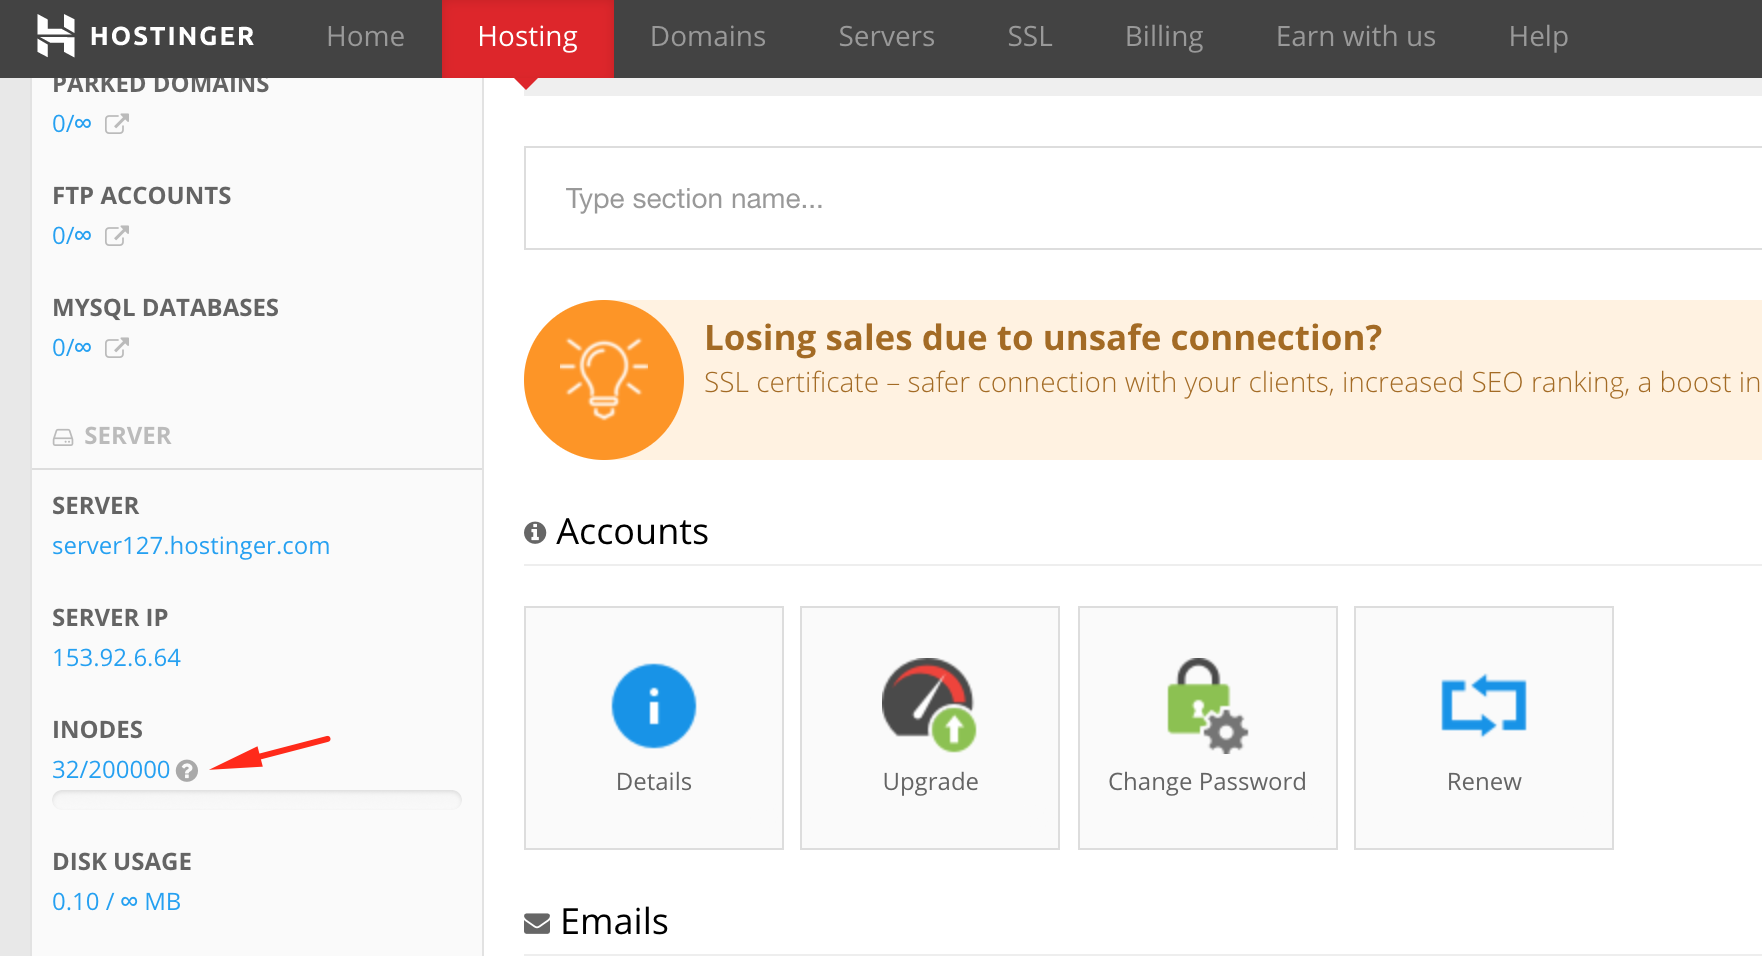 HOSTINGER
Home
Hosting
Domains
Servers
SSL
Billing
Earn with us
Help
PARKED DOMAINS
0/∞
FTP ACCOUNTS
0/∞
MYSQL DATABASES
0/∞
SERVER
SERVER
server127.hostinger.com
SERVER IP
153.92.6.64
INODES
32/200000 ?
DISK USAGE
0.10 / ∞ MB
Type section name...
Losing sales due to unsafe connection?
SSL certificate – safer connection with your clients, increased SEO ranking, a boost in
Accounts
Details
Upgrade
Change Password
Renew
Emails